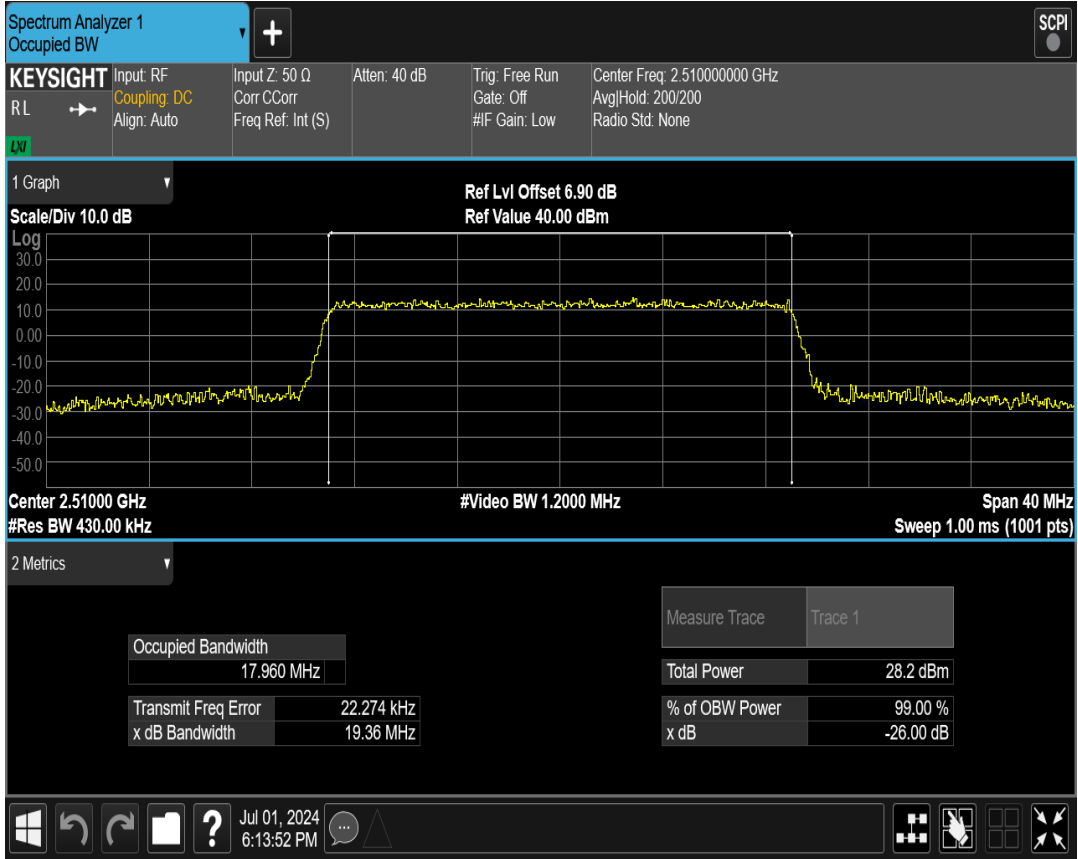 Spectrum Analyzer 1
Occupied BW
SCPI
KEYSIGHT
RL
LXI
Input: RF
Coupling: DC
Align: Auto
Input Z: 50 Ω
Corr CCorr
Freq Ref: Int (S)
Atten: 40 dB
Trig: Free Run
Gate: Off
#IF Gain: Low
Center Freq: 2.510000000 GHz
Avg|Hold: 200/200
Radio Std: None
1 Graph
Scale/Div 10.0 dB
Ref Lvl Offset 6.90 dB
Ref Value 40.00 dBm
Log
30.0
20.0
10.0
0.00
-10.0
-20.0
-30.0
-40.0
-50.0
Center 2.51000 GHz
#Video BW 1.2000 MHz
Span 40 MHz
#Res BW 430.00 kHz
Sweep 1.00 ms (1001 pts)
2 Metrics
Measure Trace Trace 1
Occupied Bandwidth
17.960 MHz
Total Power 28.2 dBm
Transmit Freq Error 22.274 kHz
% of OBW Power 99.00 %
x dB Bandwidth 19.36 MHz
x dB -26.00 dB
?
Jul 01, 2024
6:13:52 PM